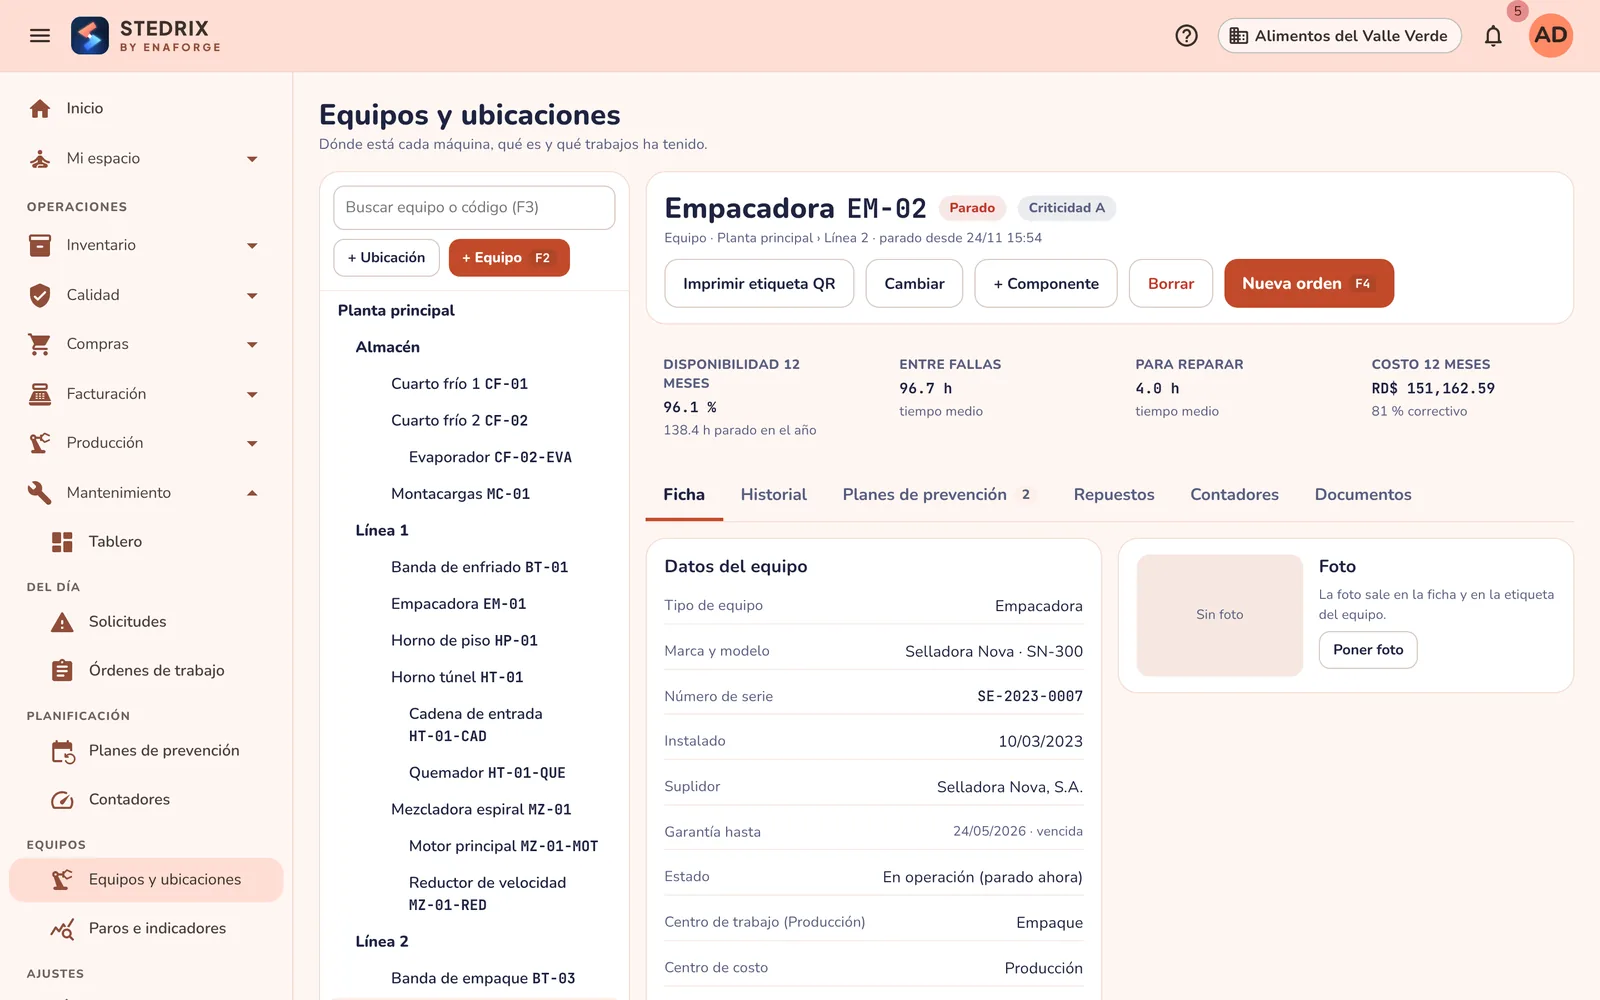 STEDRIX
BY ENAFORGE
Alimentos del Valle Verde
5
AD
Inicio
Mi espacio
OPERACIONES
Inventario
Calidad
Compras
Facturación
Producción
Mantenimiento
Tablero
DEL DÍA
Solicitudes
Órdenes de trabajo
PLANIFICACIÓN
Planes de prevención
Contadores
EQUIPOS
Equipos y ubicaciones
Paros e indicadores
AJUSTES
Equipos y ubicaciones
Dónde está cada máquina, qué es y qué trabajos ha tenido.
Buscar equipo o código (F3)
+ Ubicación
+ Equipo F2
Planta principal
Almacén
Cuarto frío 1 CF-01
Cuarto frío 2 CF-02
Evaporador CF-02-EVA
Montacargas MC-01
Línea 1
Banda de enfriado BT-01
Empacadora EM-01
Horno de piso HP-01
Horno túnel HT-01
Cadena de entrada
HT-01-CAD
Quemador HT-01-QUE
Mezcladora espiral MZ-01
Motor principal MZ-01-MOT
Reductor de velocidad
MZ-01-RED
Línea 2
Banda de empaque BT-03
Empacadora EM-02 Parado Criticidad A
Equipo · Planta principal › Línea 2 · parado desde 24/11 15:54
Imprimir etiqueta QR
Cambiar
+ Componente
Borrar
Nueva orden F4
DISPONIBILIDAD 12
MESES
96.1 %
138.4 h parado en el año
ENTRE FALLAS
96.7 h
tiempo medio
PARA REPARAR
4.0 h
tiempo medio
COSTO 12 MESES
RD$ 151,162.59
81 % correctivo
Ficha
Historial
Planes de prevención 2
Repuestos
Contadores
Documentos
Datos del equipo
Tipo de equipo Empacadora
Marca y modelo Selladora Nova · SN-300
Número de serie SE-2023-0007
Instalado 10/03/2023
Suplidor Selladora Nova, S.A.
Garantía hasta 24/05/2026 · vencida
Estado En operación (parado ahora)
Centro de trabajo (Producción) Empaque
Centro de costo Producción
Sin foto
Foto
La foto sale en la ficha y en la etiqueta
del equipo.
Poner foto